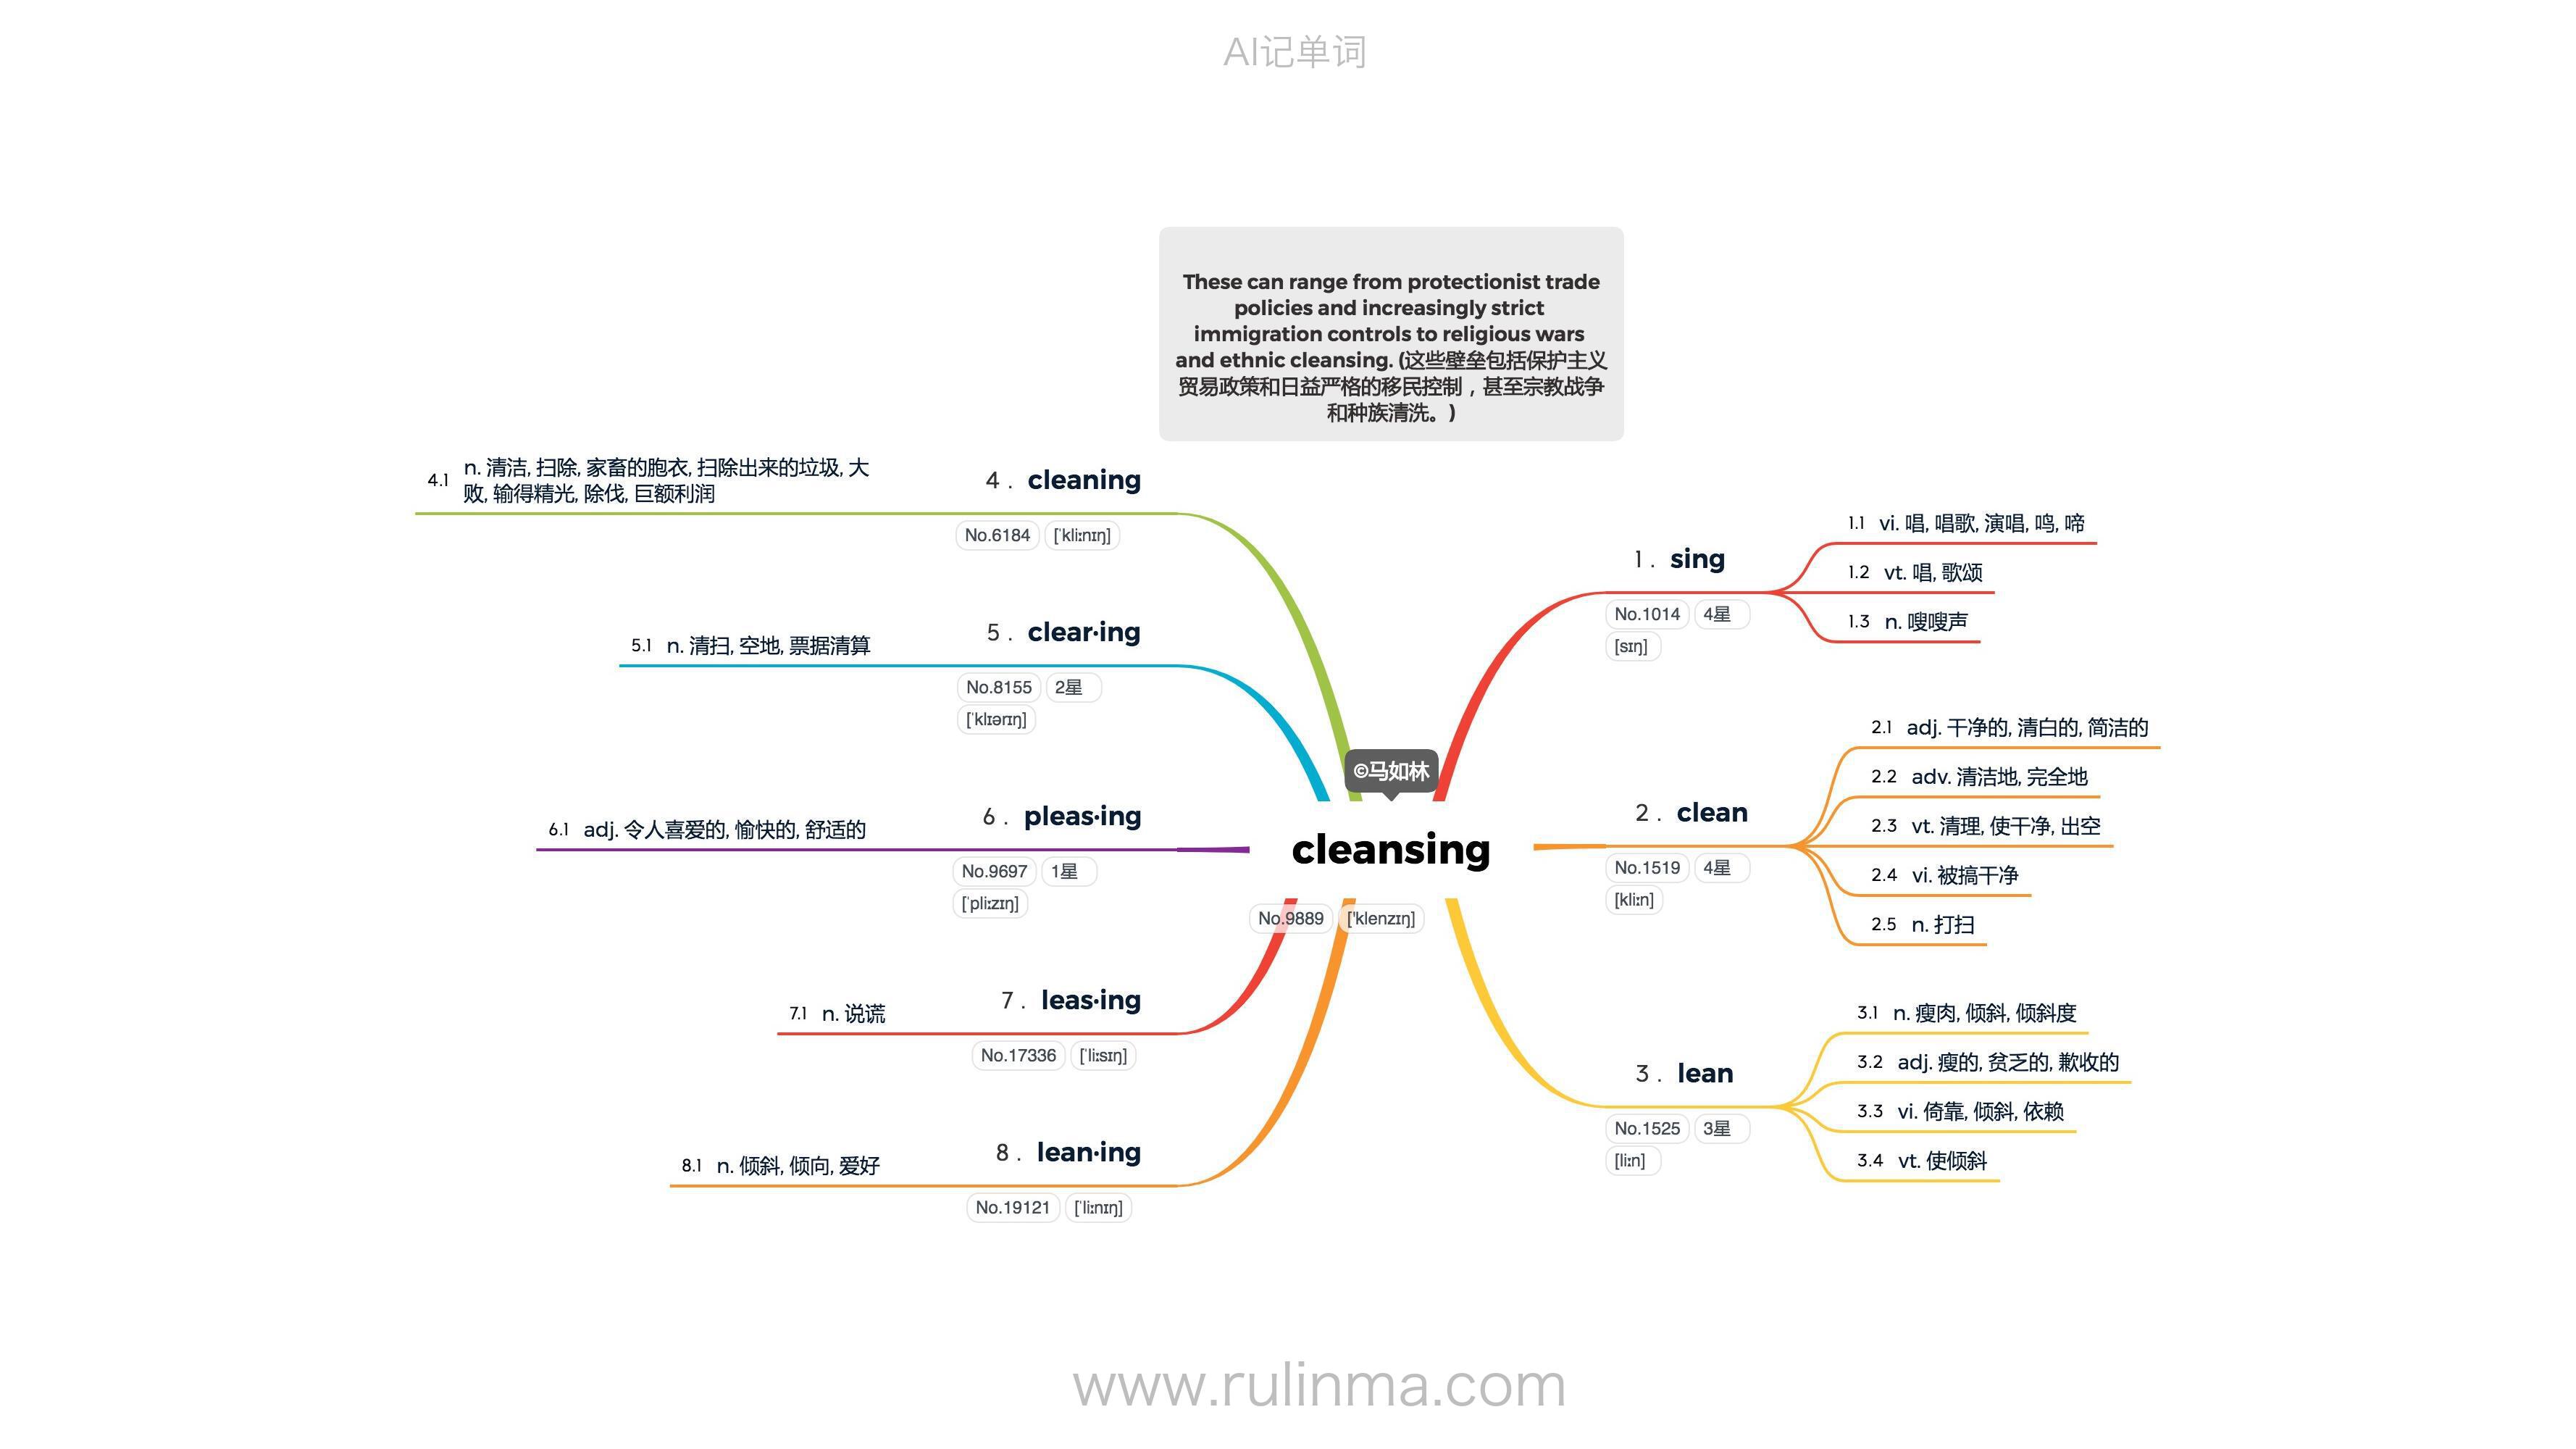 AI记单词
These can range from protectionist trade
policies and increasingly strict
immigration controls to religious wars
and ethnic cleansing. (这些壁垒包括保护主义
贸易政策和日益严格的移民控制，甚至宗教战争
和种族清洗。)
©马如林
cleansing
No.9889 ['klenzɪŋ]
1. sing
No.1014 4星
[sɪŋ]
1.1 vi. 唱, 唱歌, 演唱, 鸣, 啼
1.2 vt. 唱, 歌颂
1.3 n. 嗖嗖声
2. clean
No.1519 4星
[kli:n]
2.1 adj. 干净的, 清白的, 简洁的
2.2 adv. 清洁地, 完全地
2.3 vt. 清理, 使干净, 出空
2.4 vi. 被搞干净
2.5 n. 打扫
3. lean
No.1525 3星
[li:n]
3.1 n. 瘦肉, 倾斜, 倾斜度
3.2 adj. 瘦的, 贫乏的, 歉收的
3.3 vi. 倚靠, 倾斜, 依赖
3.4 vt. 使倾斜
4. cleaning
No.6184 ['kli:nɪŋ]
4.1 n. 清洁, 扫除, 家畜的胞衣, 扫除出来的垃圾, 大
败, 输得精光, 除伐, 巨额利润
5. clear·ing
No.8155 2星
['klɪərɪŋ]
5.1 n. 清扫, 空地, 票据清算
6. pleas·ing
No.9697 1星
['pli:zɪŋ]
6.1 adj. 令人喜爱的, 愉快的, 舒适的
7. leas·ing
No.17336 ['li:sɪŋ]
7.1 n. 说谎
8. lean·ing
No.19121 ['li:nɪŋ]
8.1 n. 倾斜, 倾向, 爱好
www.rulinma.com